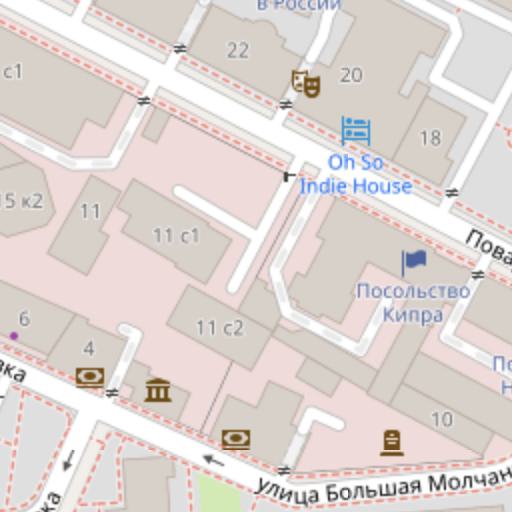 в России
22
20
с1
18
Oh So
Indie House
15 к2
11
11 с1
Посольство
Кипра
11 с2
6
4
10
улица Большая Молчан